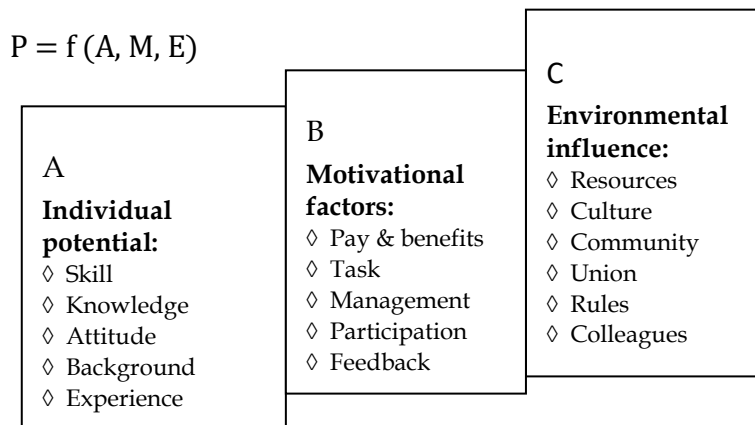 P = f (A, M, E)
A
Individual
potential:
◊ Skill
◊ Knowledge
◊ Attitude
◊ Background
◊ Experience
B
Motivational
factors:
◊ Pay & benefits
◊ Task
◊ Management
◊ Participation
◊ Feedback
C
Environmental
influence:
◊ Resources
◊ Culture
◊ Community
◊ Union
◊ Rules
◊ Colleagues